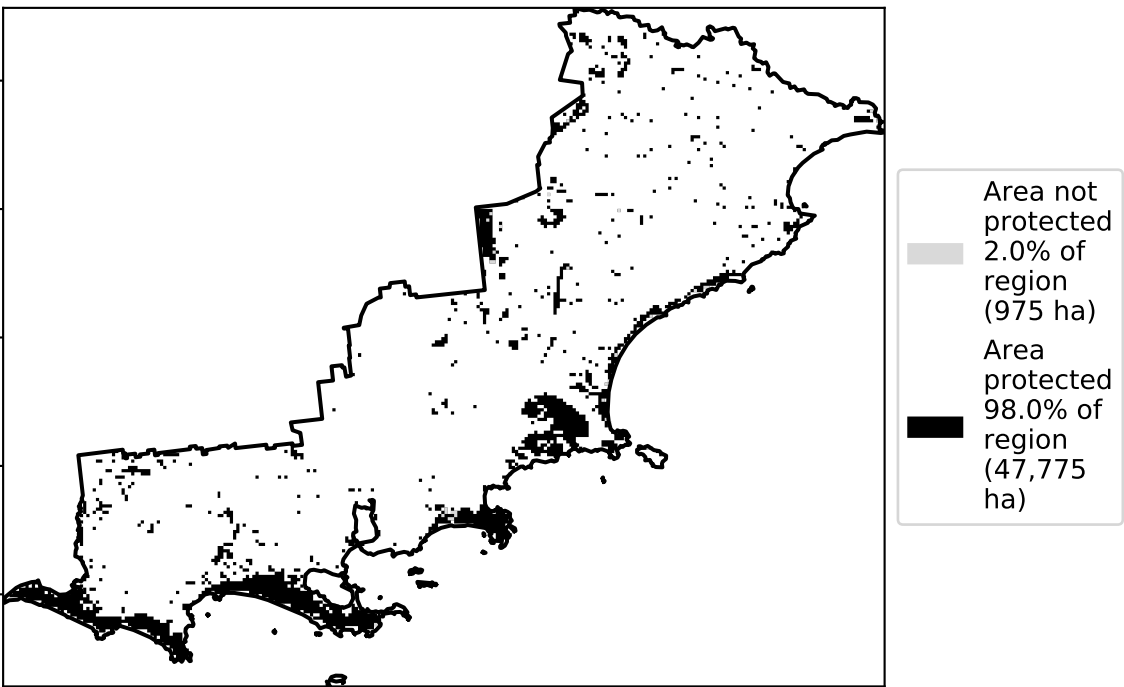 Area not
protected
2.0% of
region
(975 ha)
Area
protected
98.0% of
region
(47,775
ha)